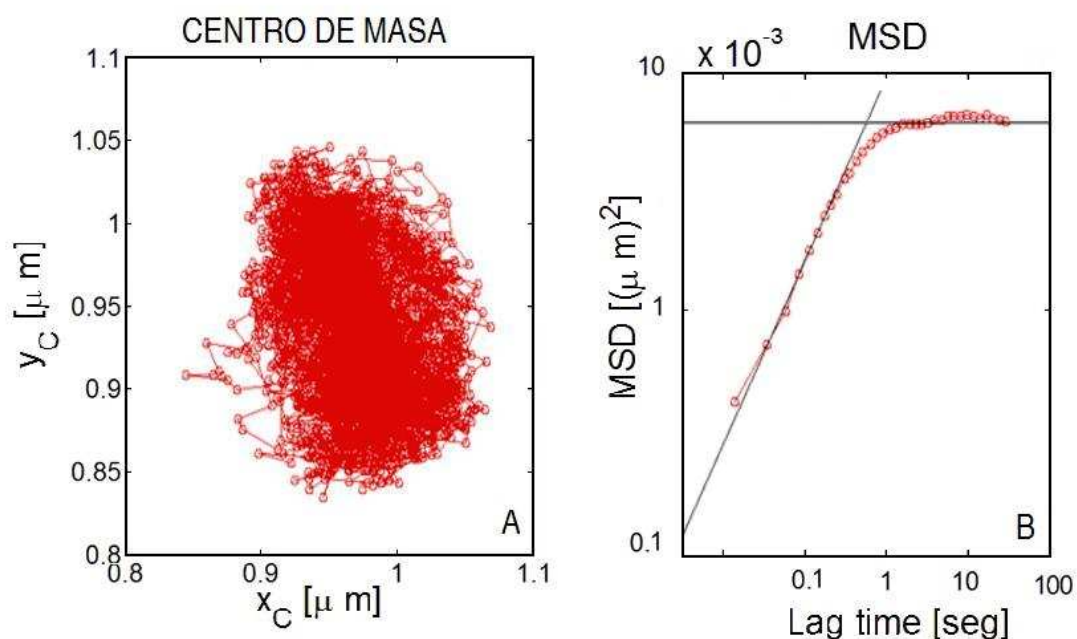 CENTRO DE MASA
1.1
1.05
1
0.95
0.9
0.85
0.8
y_C [μ m]
0.8 0.9 1 1.1
x_C [μ m]
A
MSD
x 10^-3
10
1
0.1
MSD [(μ m)^2]
0.1 1 10 100
Lag time [seg]
B